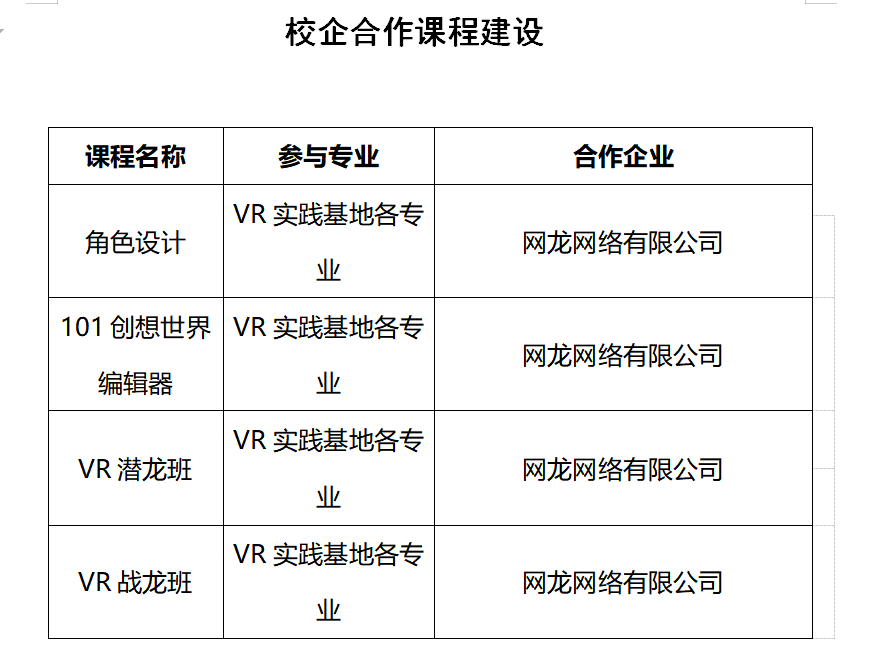 校企合作课程建设
课程名称 参与专业 合作企业
角色设计 VR 实践基地各专业 网龙网络有限公司
101 创想世界编辑器 VR 实践基地各专业 网龙网络有限公司
VR 潜龙班 VR 实践基地各专业 网龙网络有限公司
VR 战龙班 VR 实践基地各专业 网龙网络有限公司